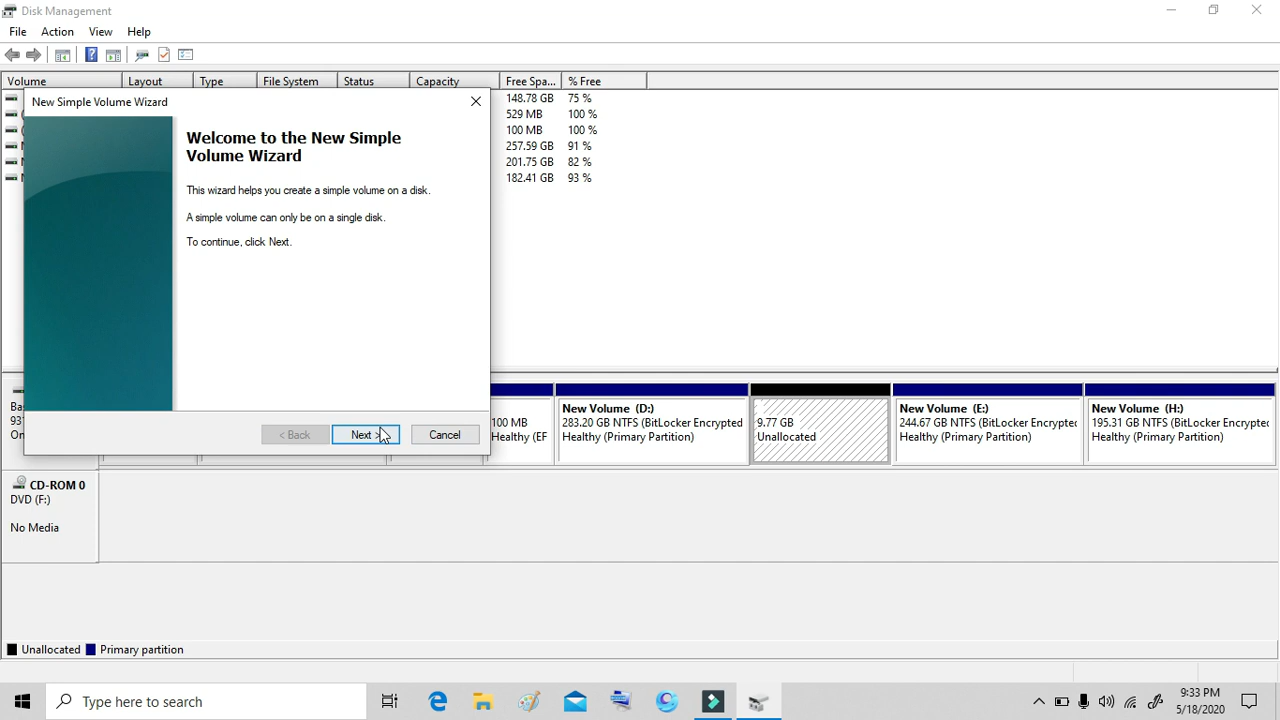 Disk Management
File Action View Help
Volume Layout Type File System Status Capacity Free Spa... % Free
148.78 GB 75 %
529 MB 100 %
100 MB 100 %
257.59 GB 91 %
201.75 GB 82 %
182.41 GB 93 %
New Simple Volume Wizard
Welcome to the New Simple
Volume Wizard
This wizard helps you create a simple volume on a disk.
A simple volume can only be on a single disk.
To continue, click Next.
< Back Next > Cancel
Bas
931
On
100 MB
Healthy (EF
New Volume (D:)
283.20 GB NTFS (BitLocker Encrypted
Healthy (Primary Partition)
9.77 GB
Unallocated
New Volume (E:)
244.67 GB NTFS (BitLocker Encrypted
Healthy (Primary Partition)
New Volume (H:)
195.31 GB NTFS (BitLocker Encrypted
Healthy (Primary Partition)
CD-ROM 0
DVD (F:)
No Media
Unallocated Primary partition
Type here to search
9:33 PM
5/18/2020